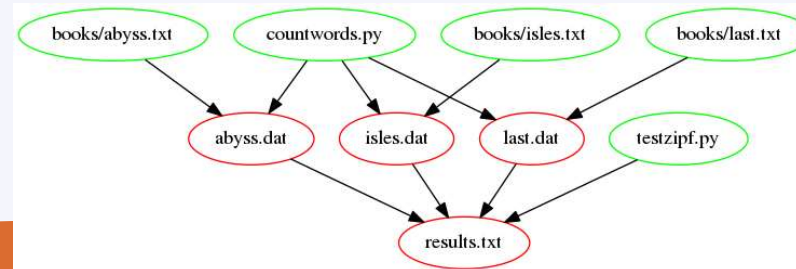 books/abyss.txt countwords.py books/isles.txt books/last.txt
abyss.dat isles.dat last.dat testzipf.py
results.txt